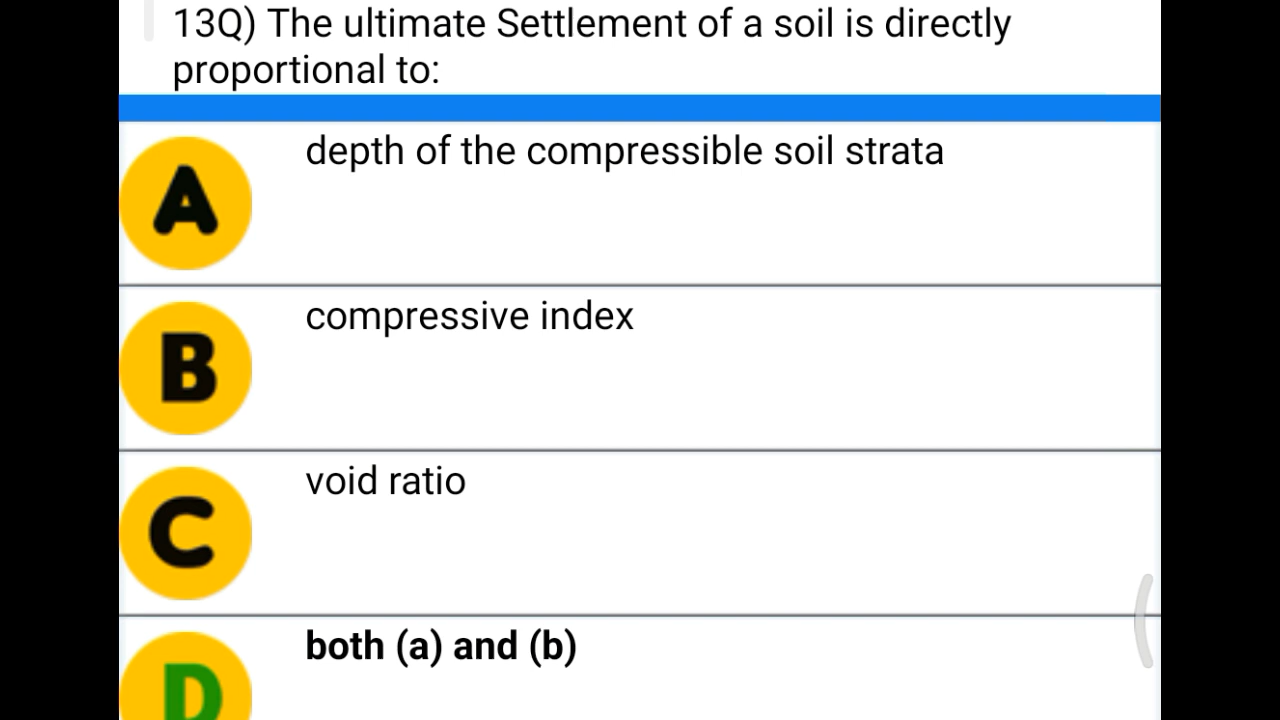 13Q) The ultimate Settlement of a soil is directly
proportional to:
A
depth of the compressible soil strata
B
compressive index
C
void ratio
D
both (a) and (b)